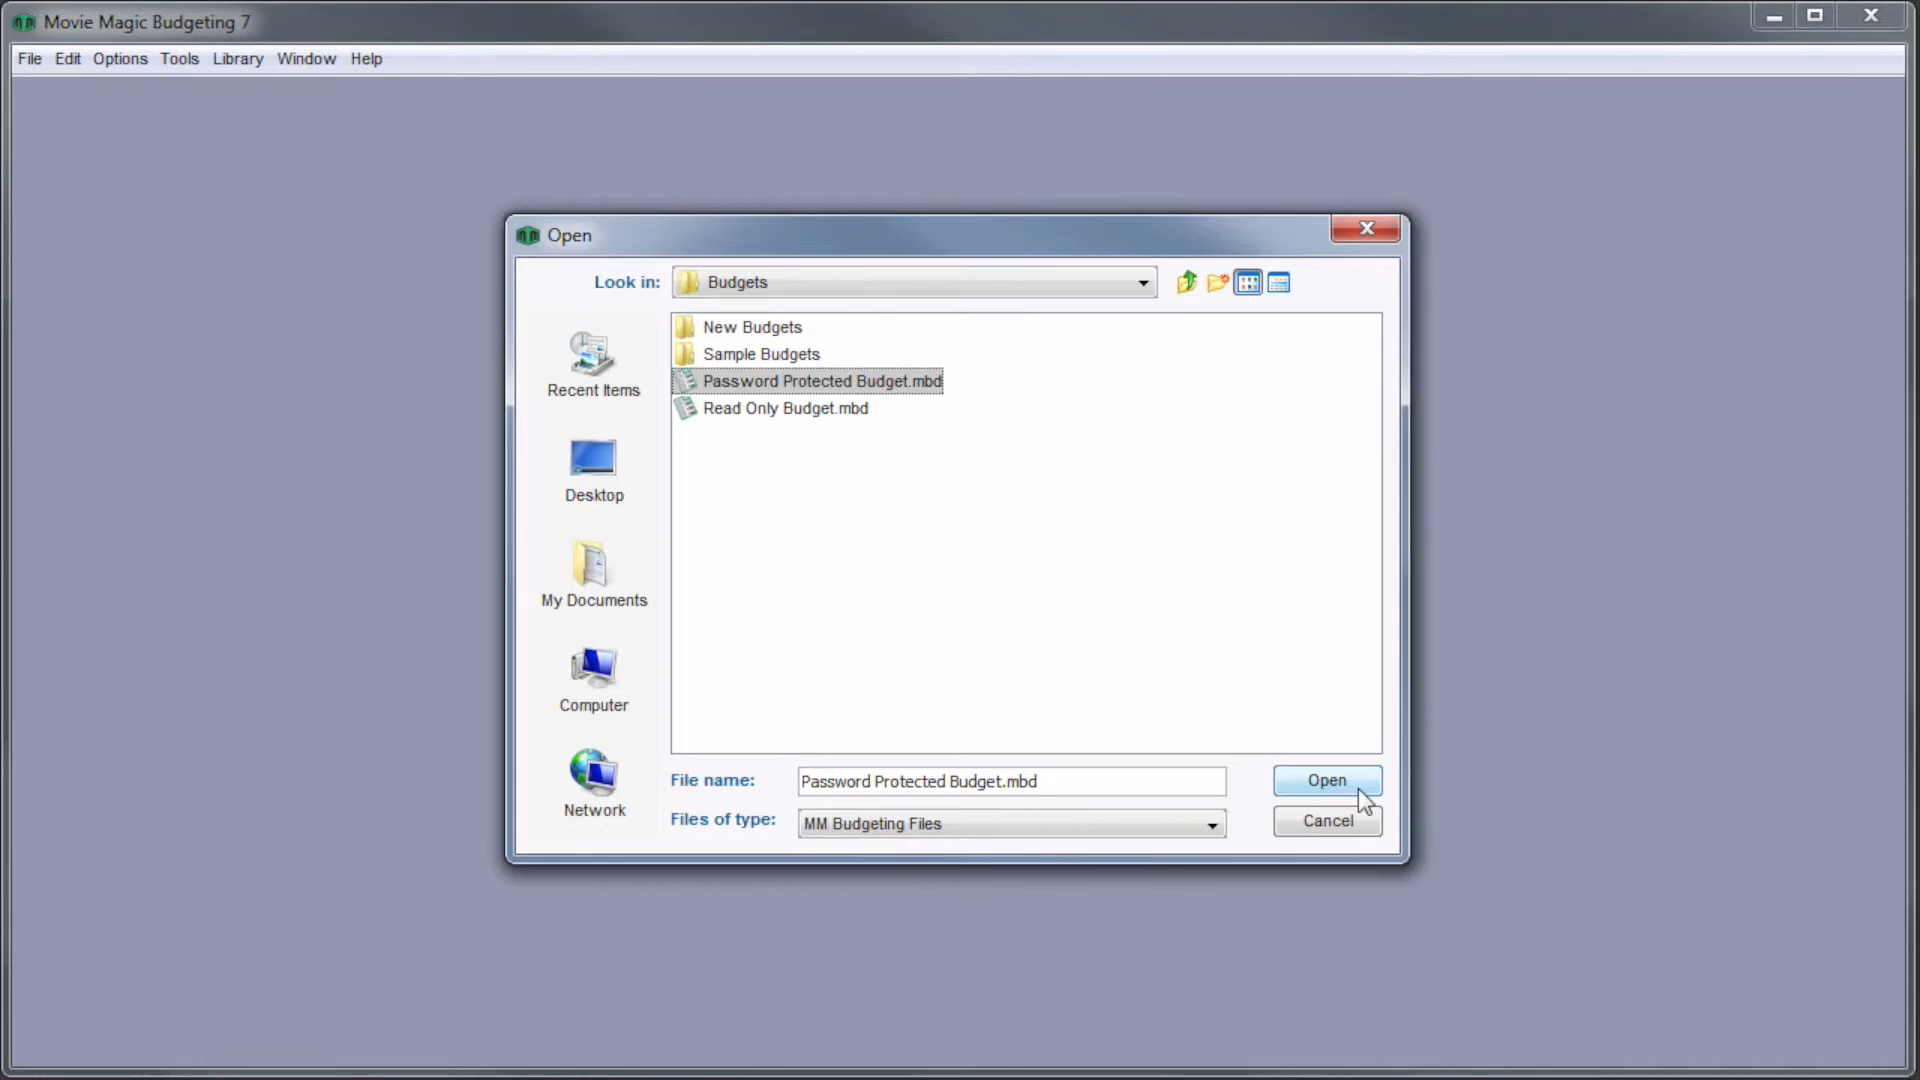 Movie Magic Budgeting 7
File Edit Options Tools Library Window Help
Open
Look in: Budgets
New Budgets
Sample Budgets
Password Protected Budget.mbd
Read Only Budget.mbd
Recent Items
Desktop
My Documents
Computer
Network
File name: Password Protected Budget.mbd Open
Files of type: MM Budgeting Files Cancel